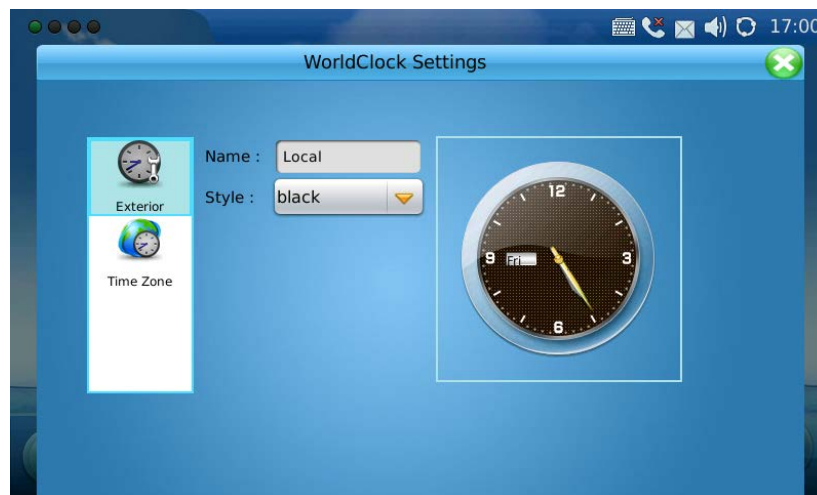 17:00
WorldClock Settings
Name : Local
Exterior
Style : black
Time Zone
12
9 Fri 3
6